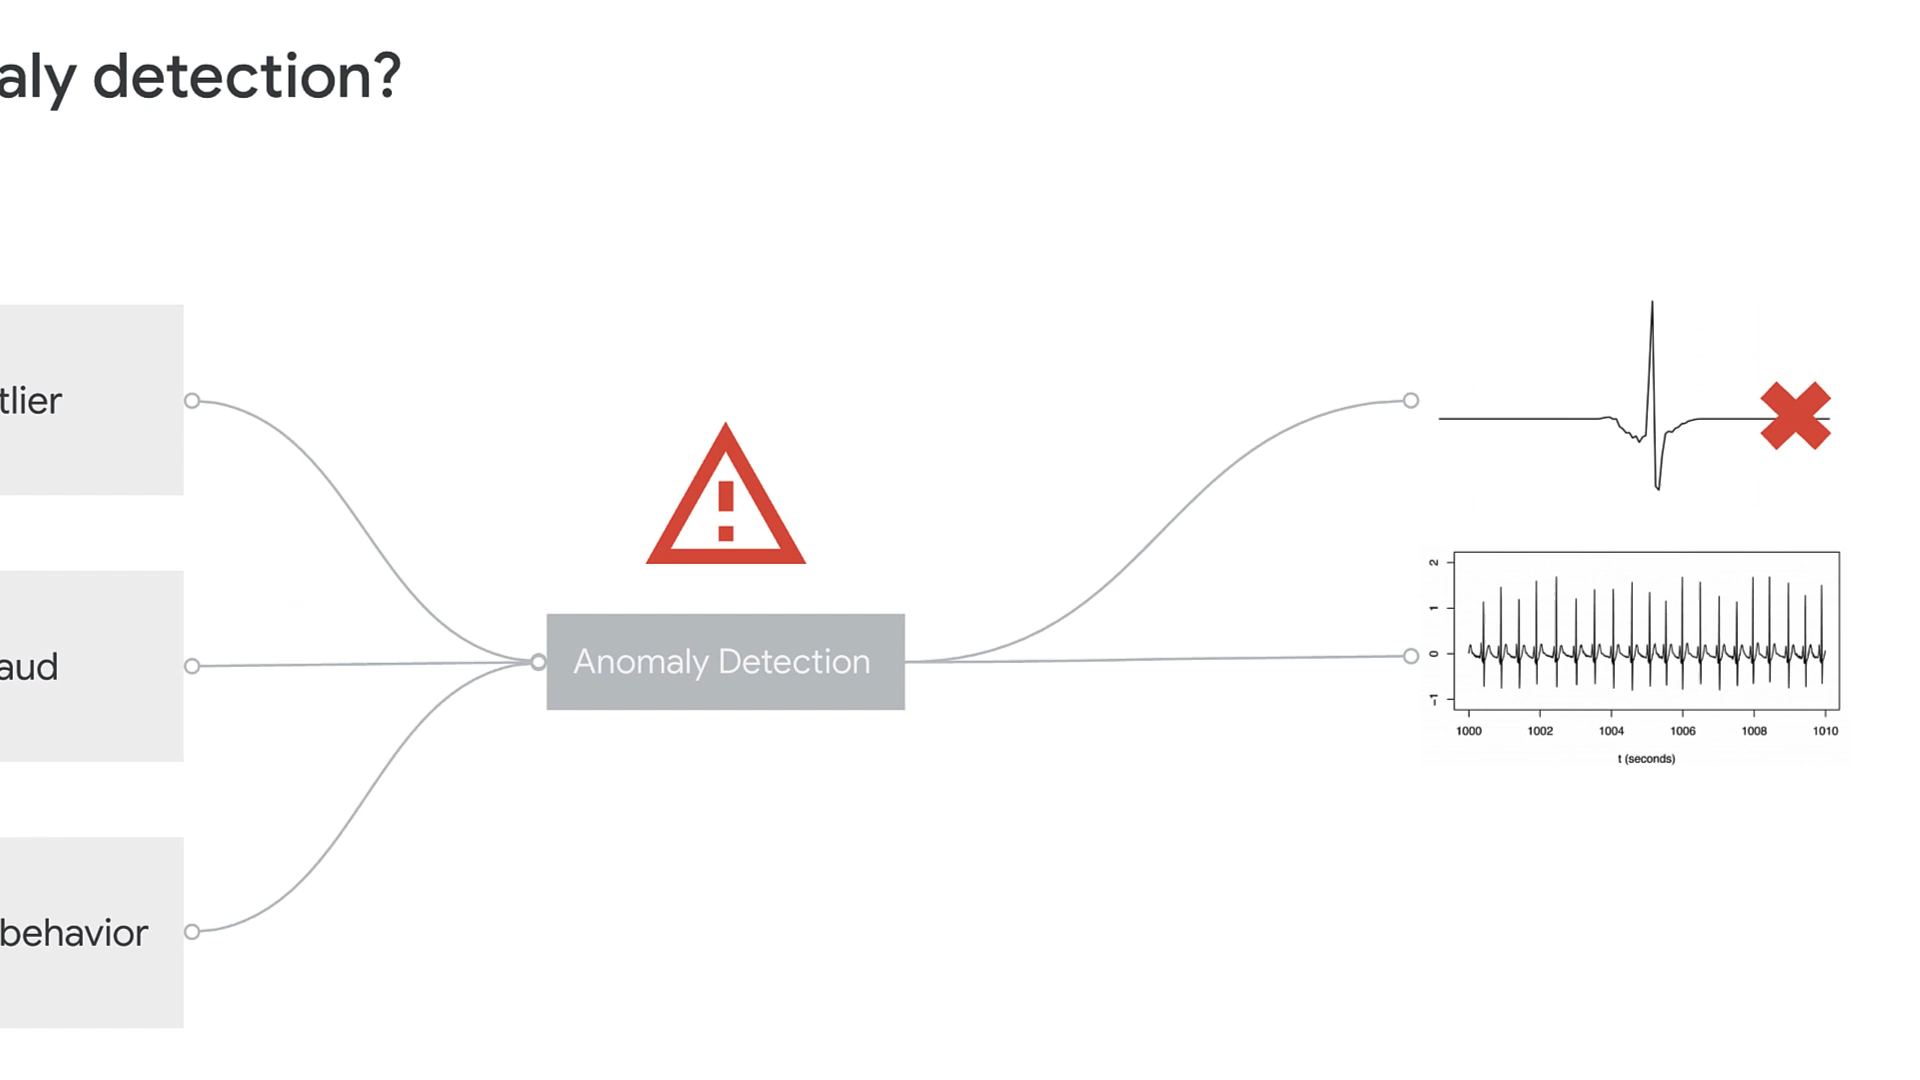 aly detection?
tlier
aud
behavior
Anomaly Detection
2
1
0
-1
1000 1002 1004 1006 1008 1010
t (seconds)